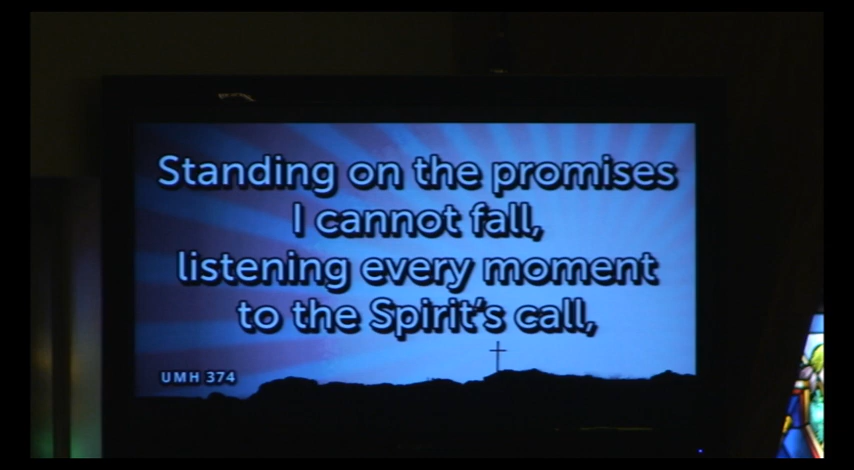 Standing on the promises
I cannot fall,
listening every moment
to the Spirit's call,
UMH 374